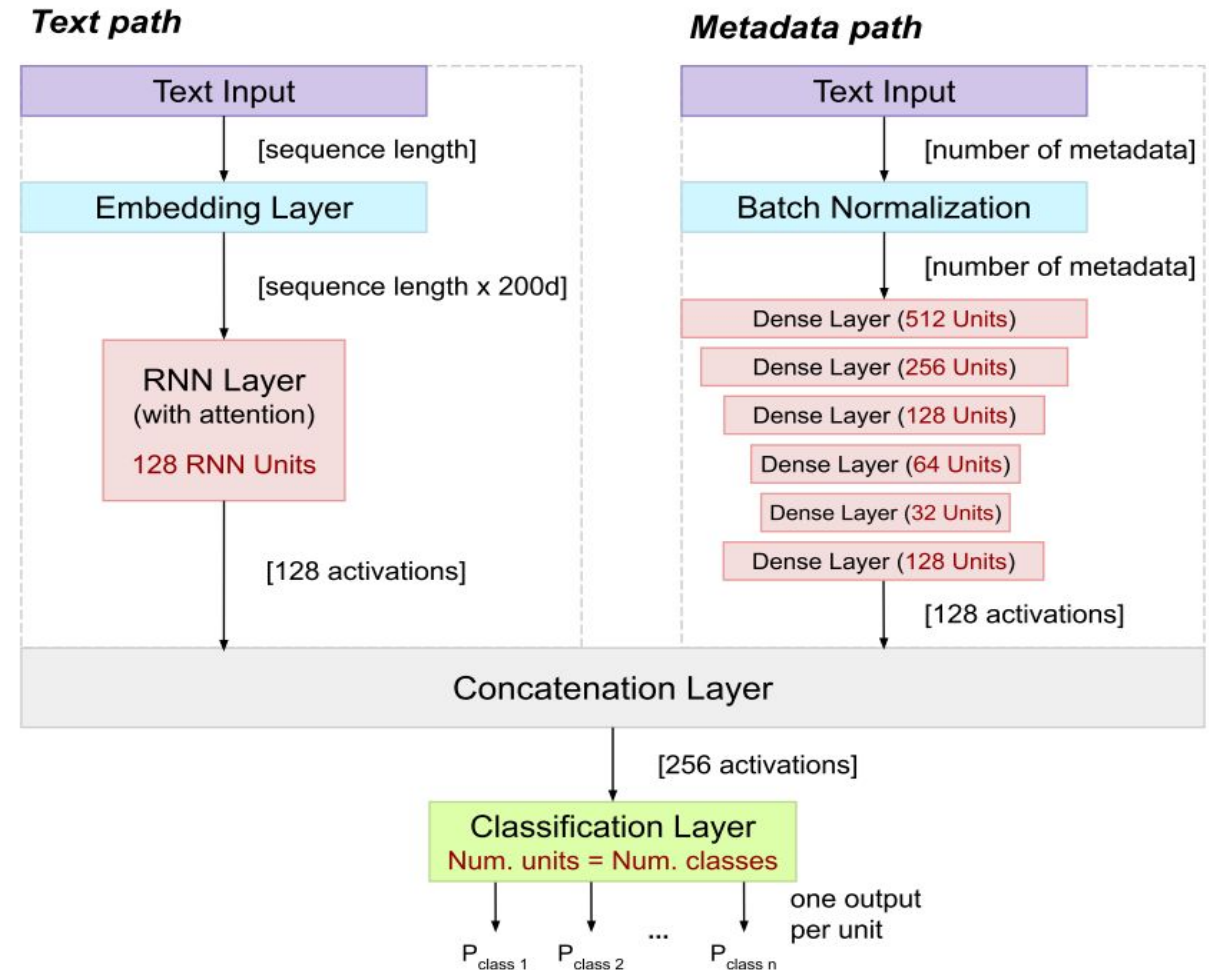 Text path
Text Input
[sequence length]
Embedding Layer
[sequence length x 200d]
RNN Layer
(with attention)
128 RNN Units
[128 activations]
Metadata path
Text Input
[number of metadata]
Batch Normalization
[number of metadata]
Dense Layer (512 Units)
Dense Layer (256 Units)
Dense Layer (128 Units)
Dense Layer (64 Units)
Dense Layer (32 Units)
Dense Layer (128 Units)
[128 activations]
Concatenation Layer
[256 activations]
Classification Layer
Num. units = Num. classes
one output
per unit
P class 1 P class 2 ... P class n